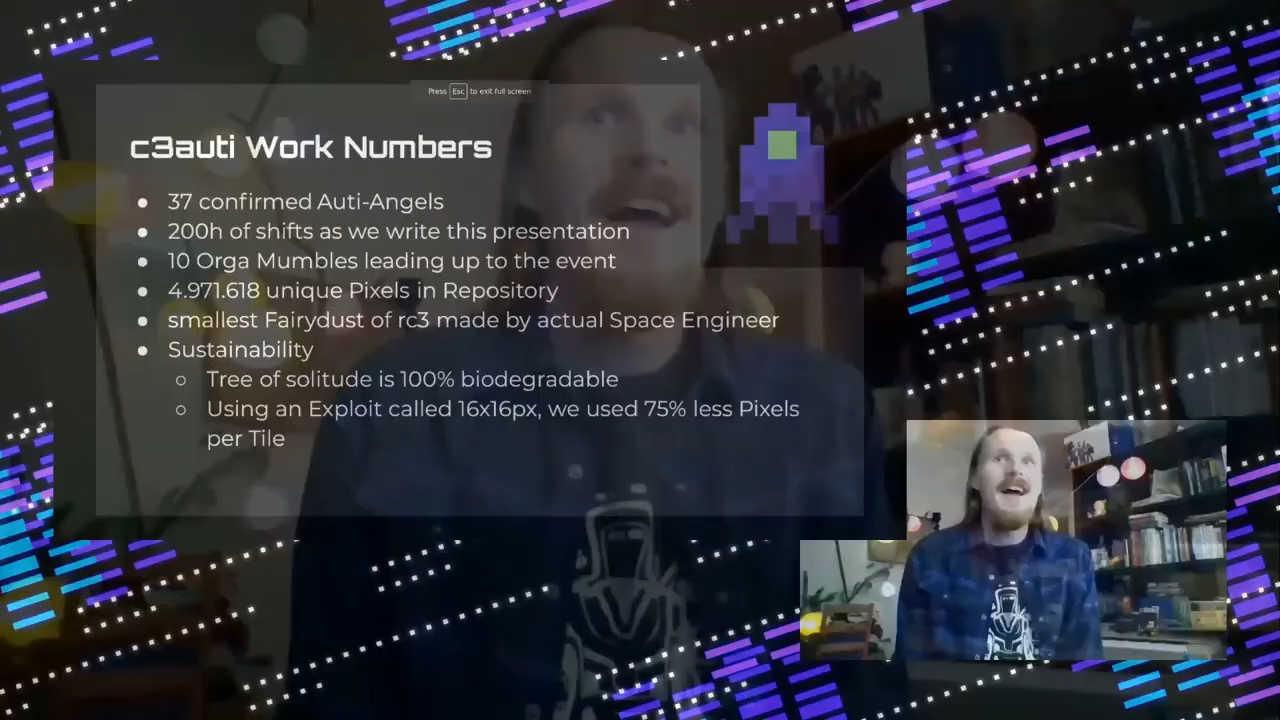 Press Esc to exit full screen
c3auti Work Numbers
● 37 confirmed Auti-Angels
● 200h of shifts as we write this presentation
● 10 Orga Mumbles leading up to the event
● 4.971.618 unique Pixels in Repository
● smallest Fairydust of rc3 made by actual Space Engineer
● Sustainability
○ Tree of solitude is 100% biodegradable
○ Using an Exploit called 16x16px, we used 75% less Pixels
per Tile